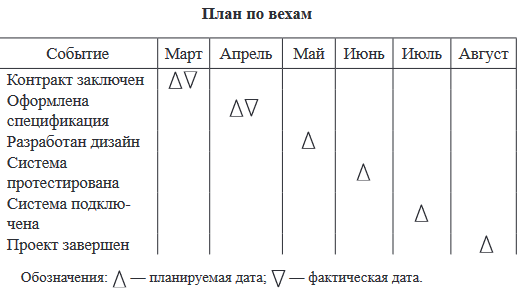 План по вехам
Событие Март Апрель Май Июнь Июль Август
Контракт заключен
Оформлена
спецификация
Разработан дизайн
Система
протестирована
Система подклю-
чена
Проект завершен
Обозначения: △ — планируемая дата; ▽ — фактическая дата.